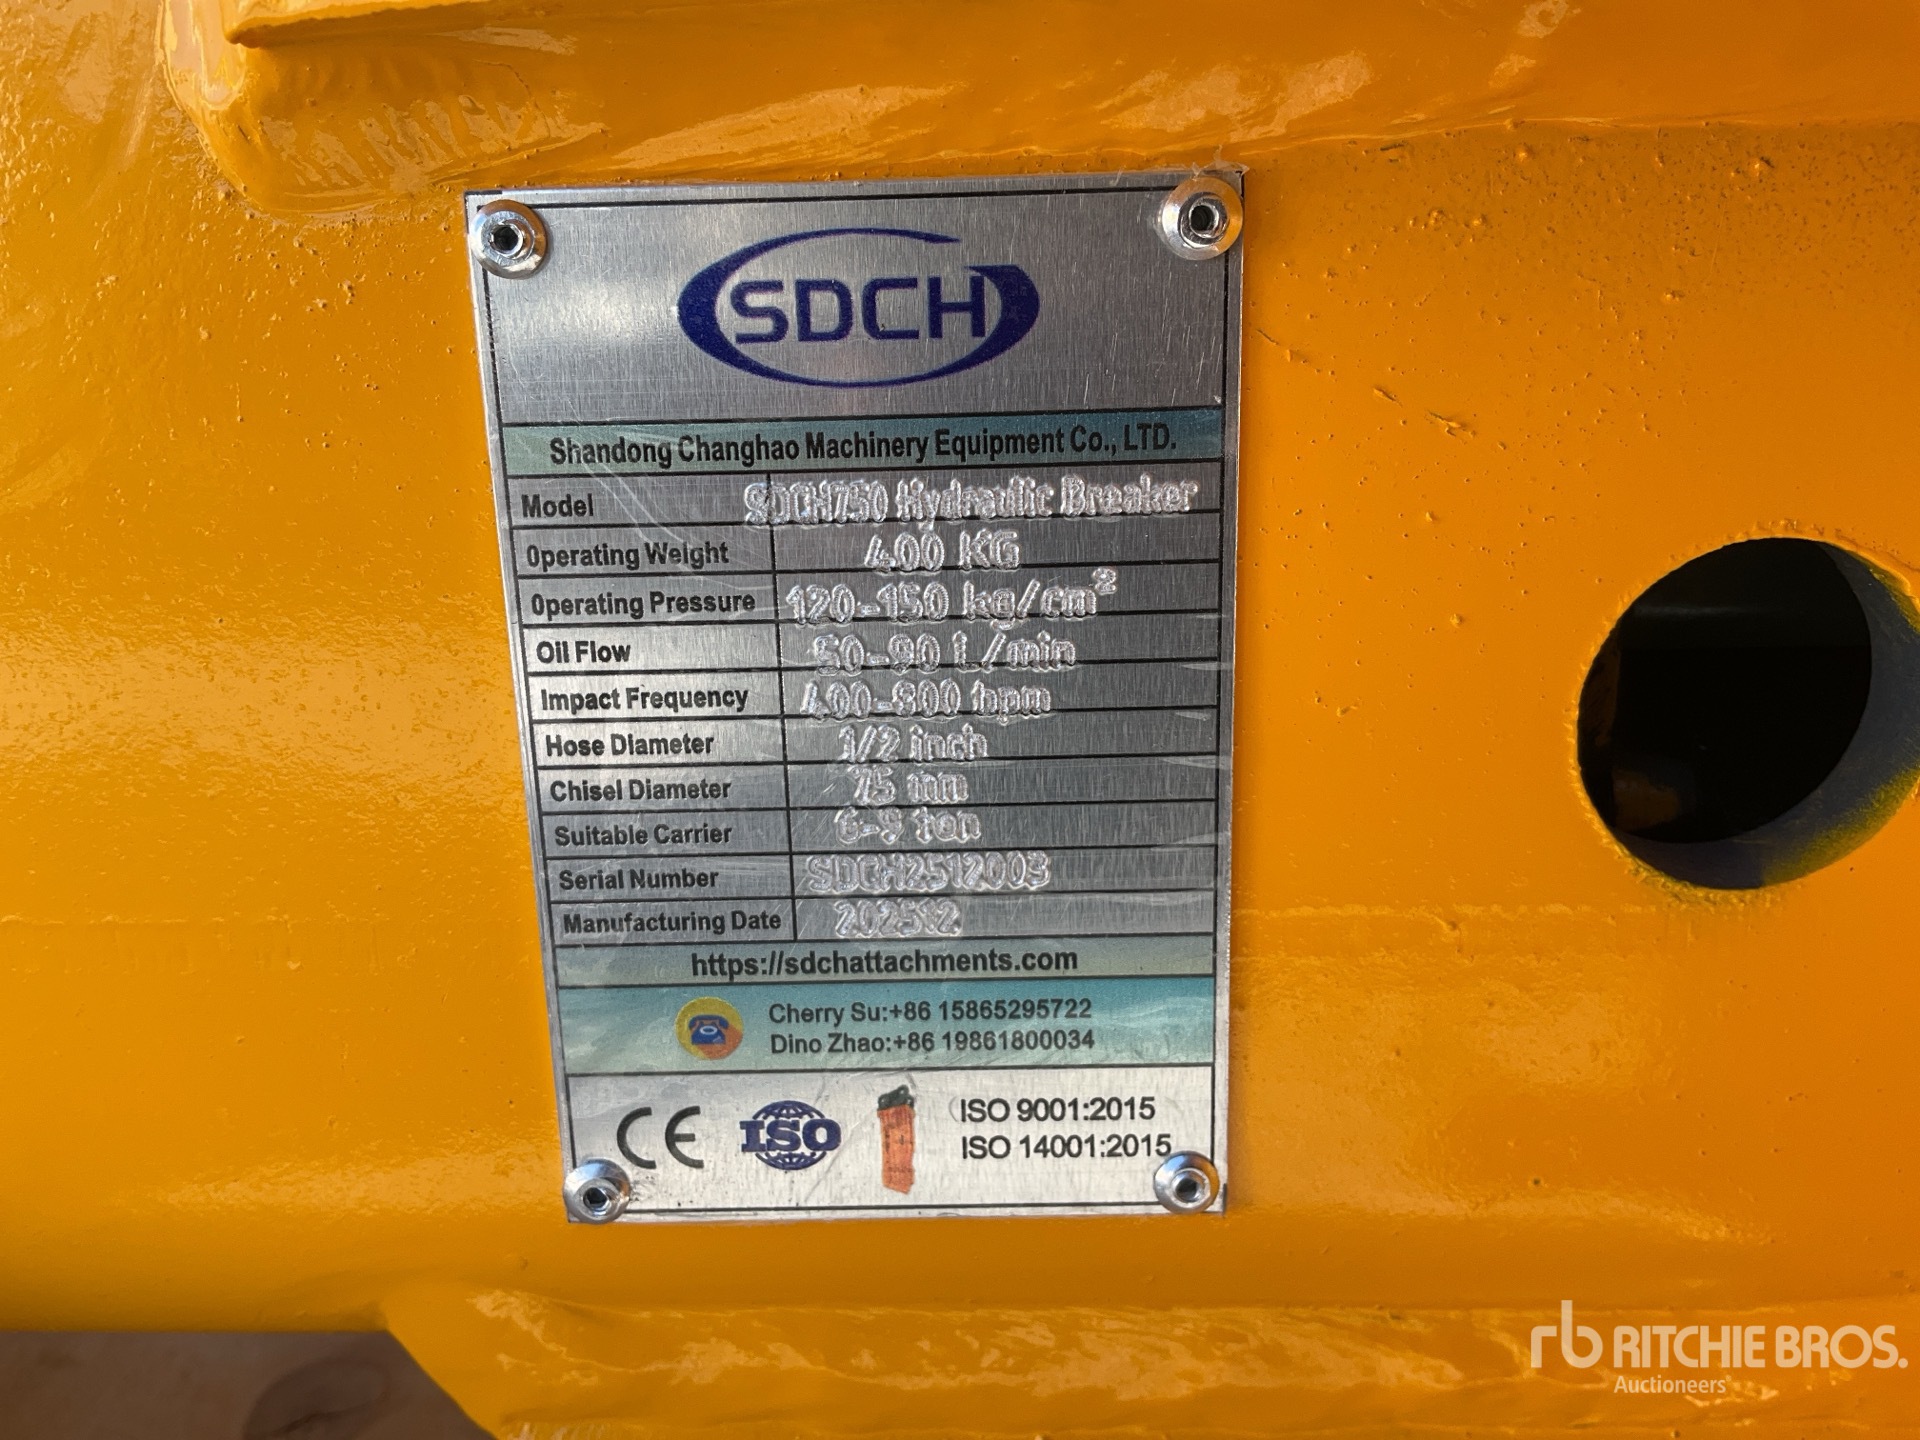 SDCH
Shandong Changhao Machinery Equipment Co., LTD.
Model SDCH750 Hydraulic Breaker
Operating Weight 400 KG
Operating Pressure 120-150 kg/cm²
Oil Flow 50-90 L/min
Impact Frequency 400-800 bpm
Hose Diameter 1/2 inch
Chisel Diameter 75 mm
Suitable Carrier 6-9 ton
Serial Number SDCH2512003
Manufacturing Date 202512
https://sdchattachments.com
Cherry Su:+86 15865295722
Dino Zhao:+86 19861800034
CE ISO ISO 9001:2015
ISO 14001:2015
rb RITCHIE BROS.
Auctioneers